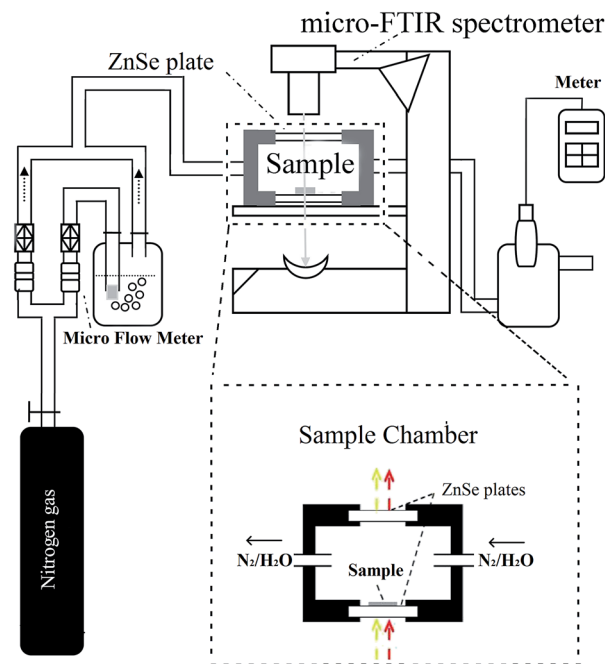 micro-FTIR spectrometer
ZnSe plate
Meter
Sample
Micro Flow Meter
Nitrogen gas
Sample Chamber
ZnSe plates
N₂/H₂O
N₂/H₂O
Sample